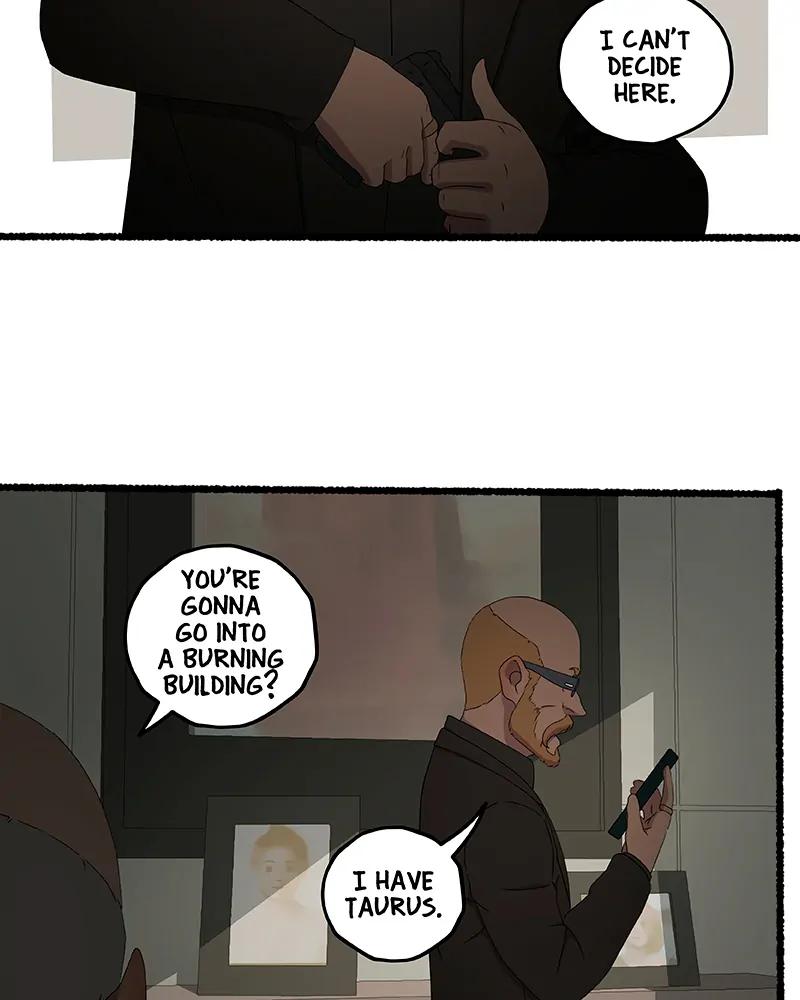 I CAN'T
DECIDE
HERE.
YOU'RE
GONNA
GO INTO
A BURNING
BUILDING?
I HAVE
TAURUS.